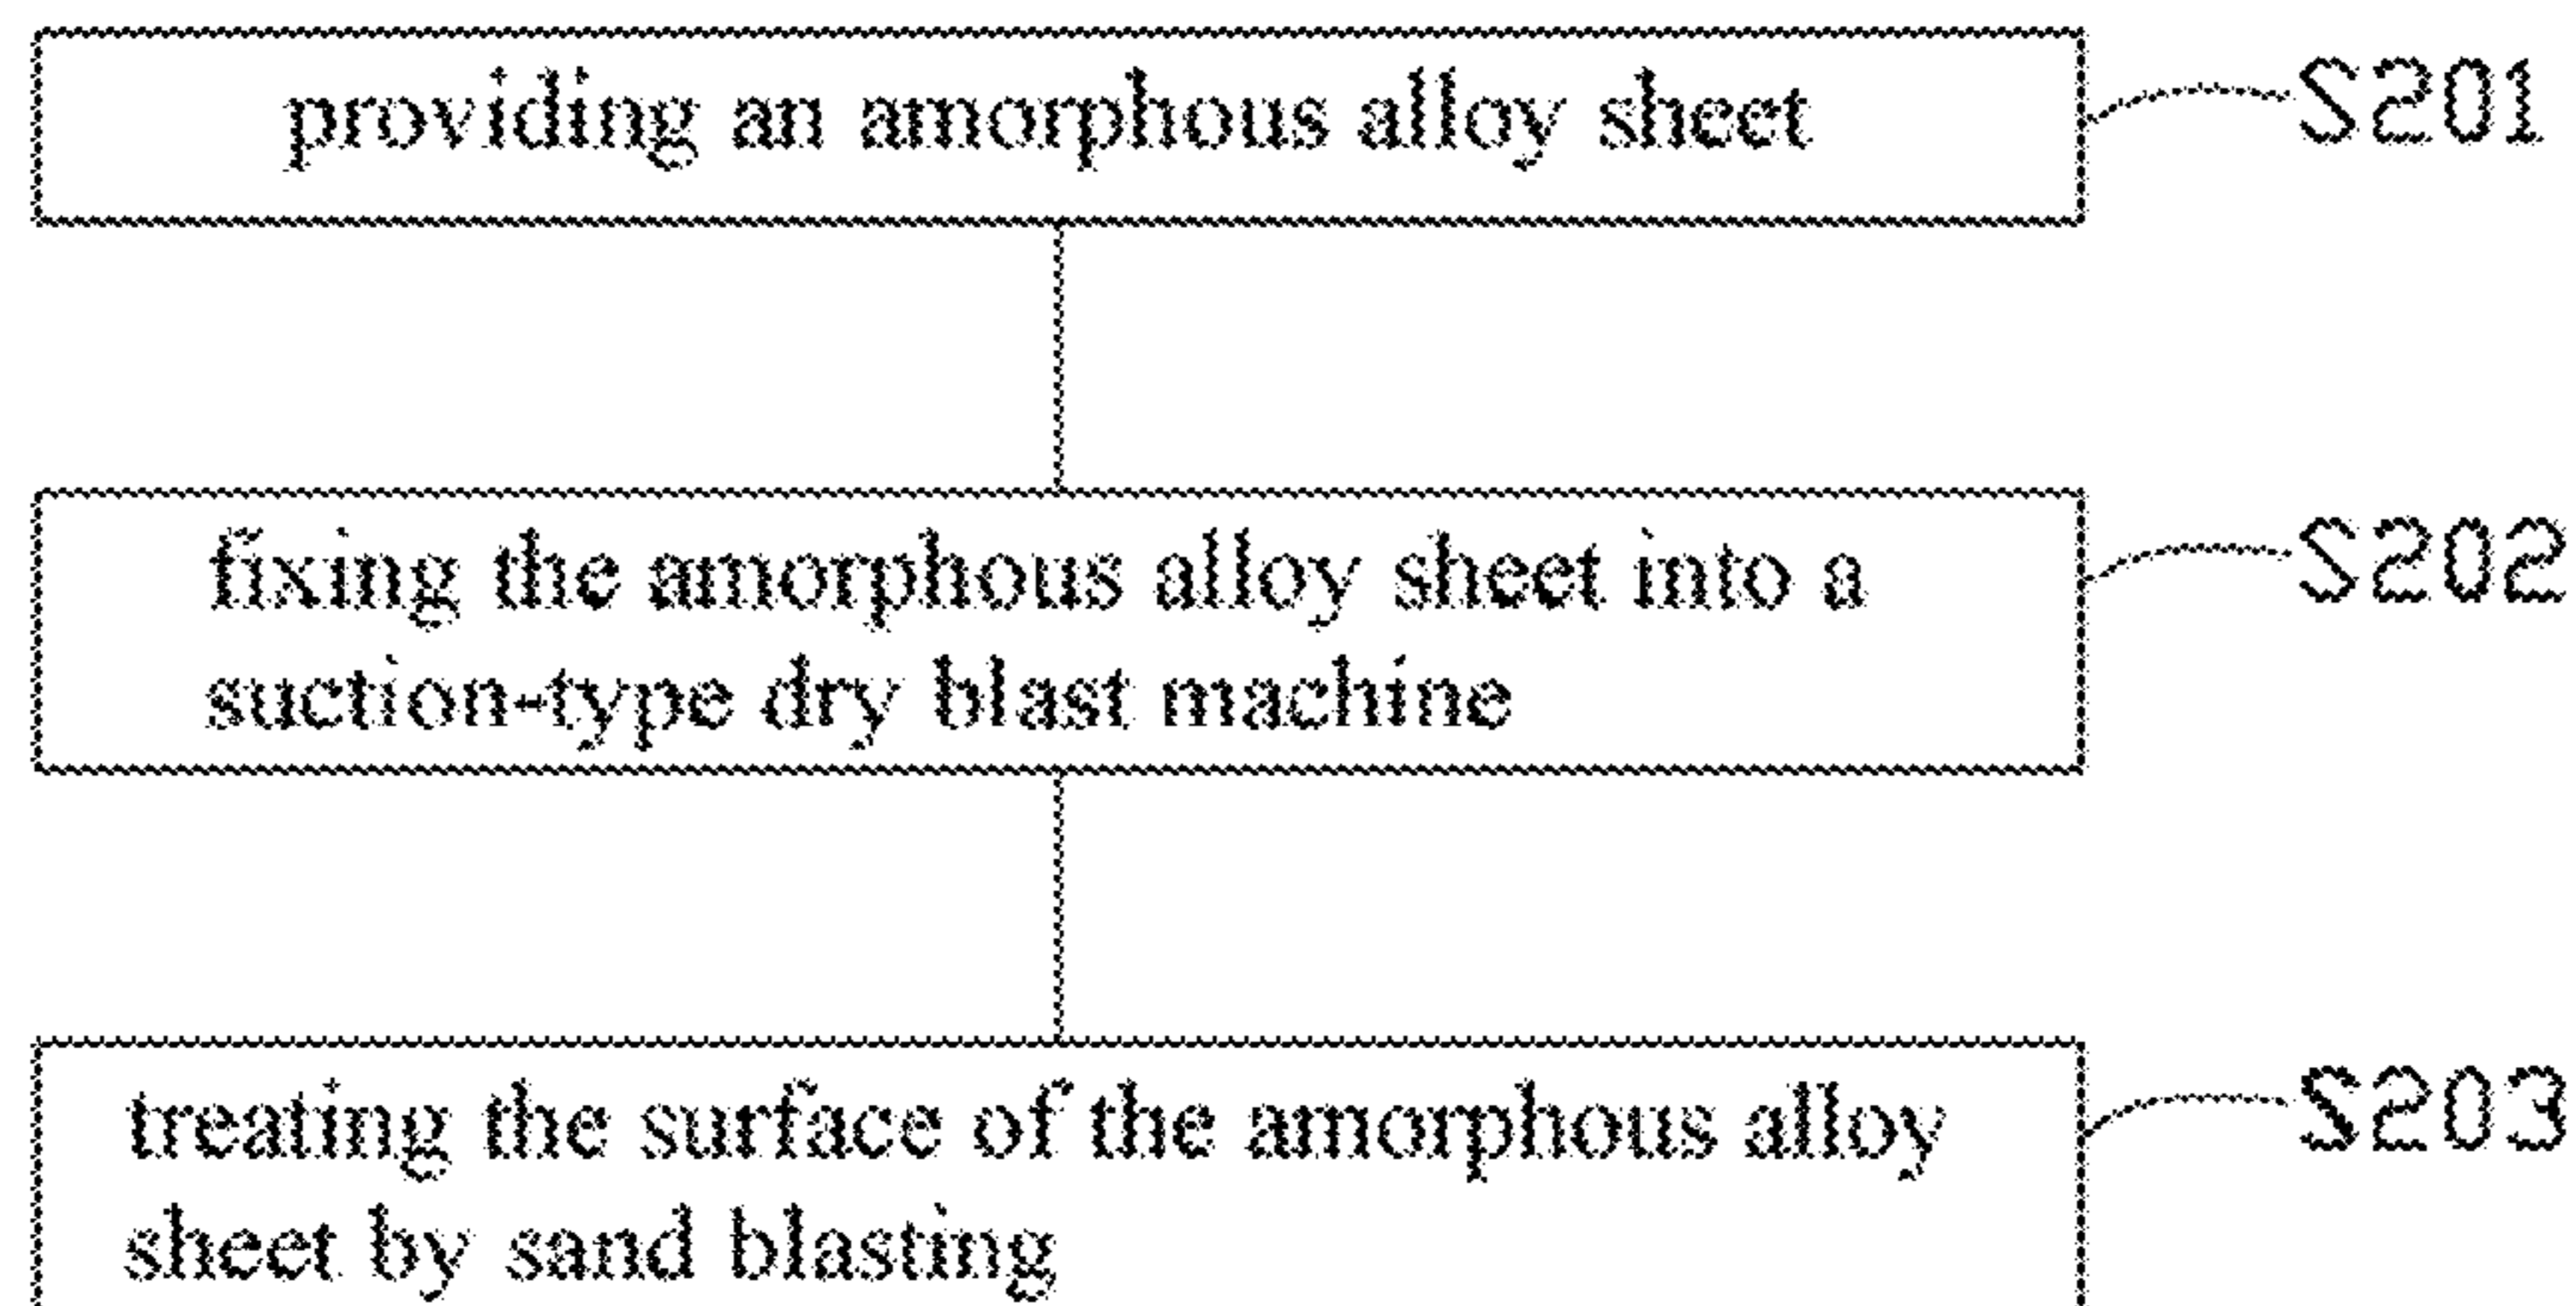 providing an amorphous alloy sheet
S201
fixing the amorphous alloy sheet into a
suction-type dry blast machine
S202
treating the surface of the amorphous alloy
sheet by sand blasting
S203